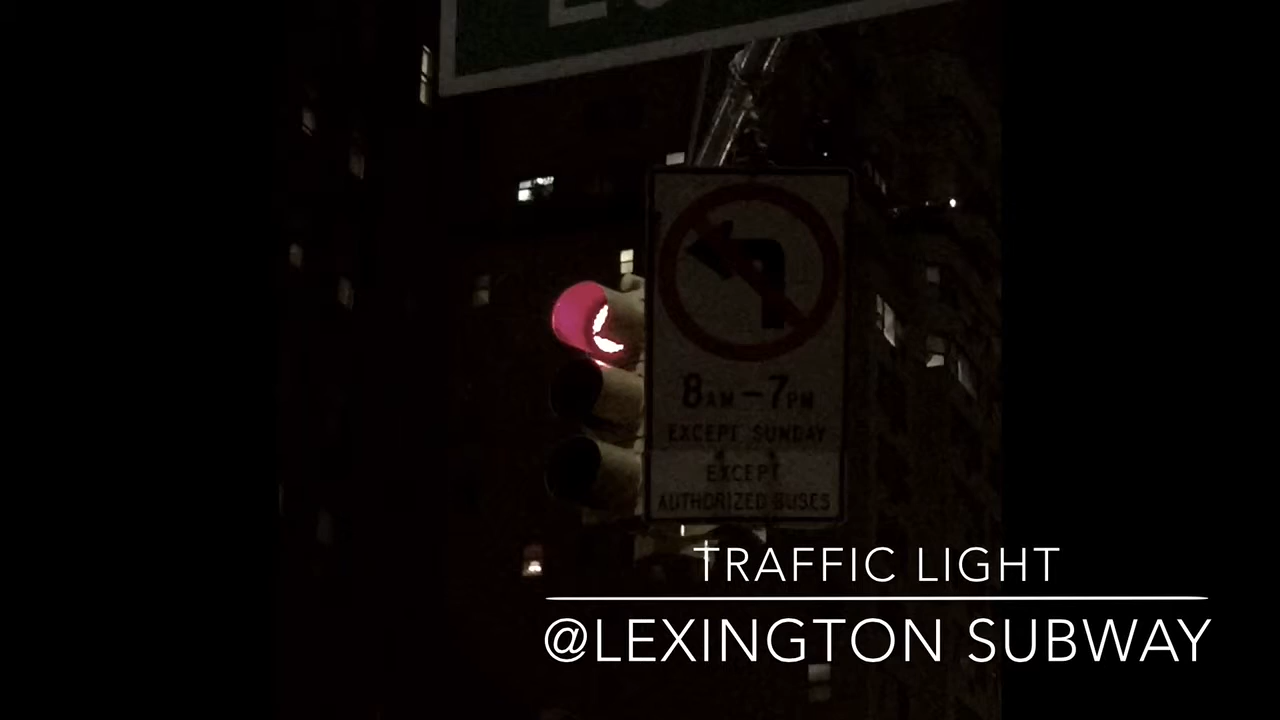 8AM-7PM
EXCEPT SUNDAY
EXCEPT
AUTHORIZED BUSES
TRAFFIC LIGHT
@LEXINGTON SUBWAY